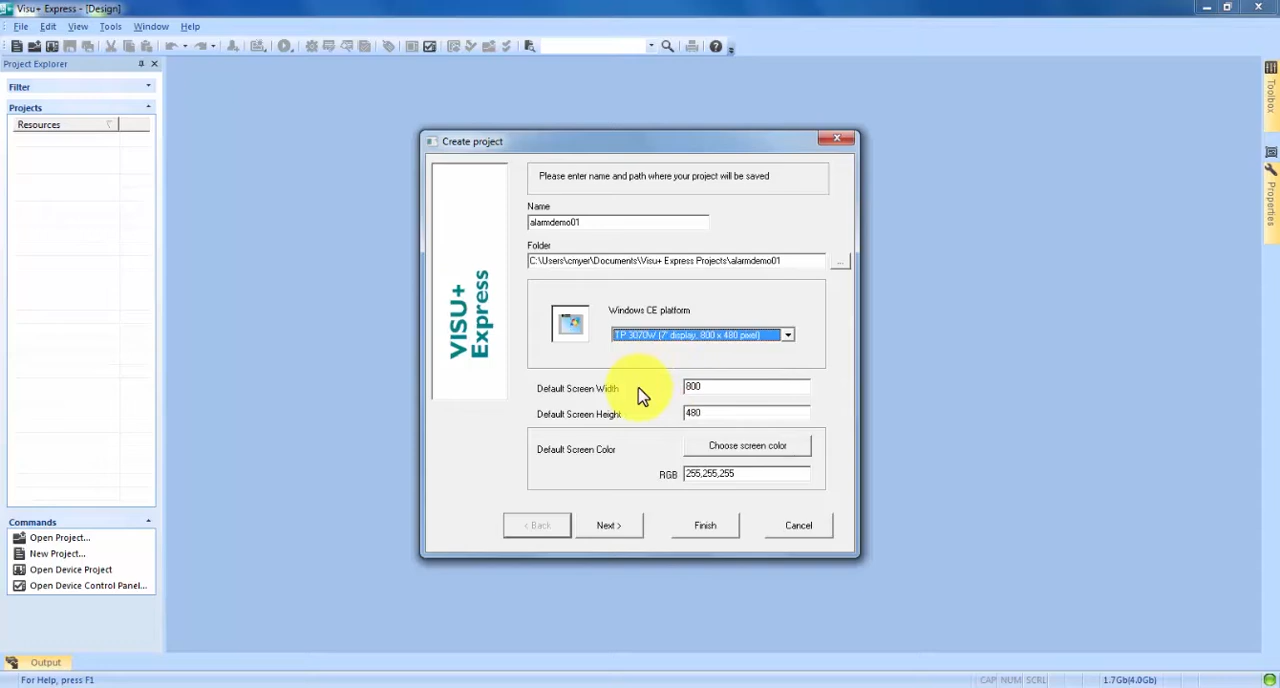 Visu+ Express - [Design]
File Edit View Tools Window Help
Project Explorer
Filter
Projects
Resources
Commands
Open Project...
New Project...
Open Device Project
Open Device Control Panel...
Create project
VISU+
Express
Please enter name and path where your project will be saved
Name
alarmdemo01
Folder
C:\Users\cmyer\Documents\Visu+ Express Projects\alarmdemo01
...
Windows CE platform
TP 3070W (7" display, 800 x 480 pixel)
Default Screen Width 800
Default Screen Height 480
Default Screen Color Choose screen color
RGB 255,255,255
< Back Next > Finish Cancel
Toolbox
Properties
Output
For Help, press F1 CAP NUM SCRL 1.7Gb(4.0Gb)